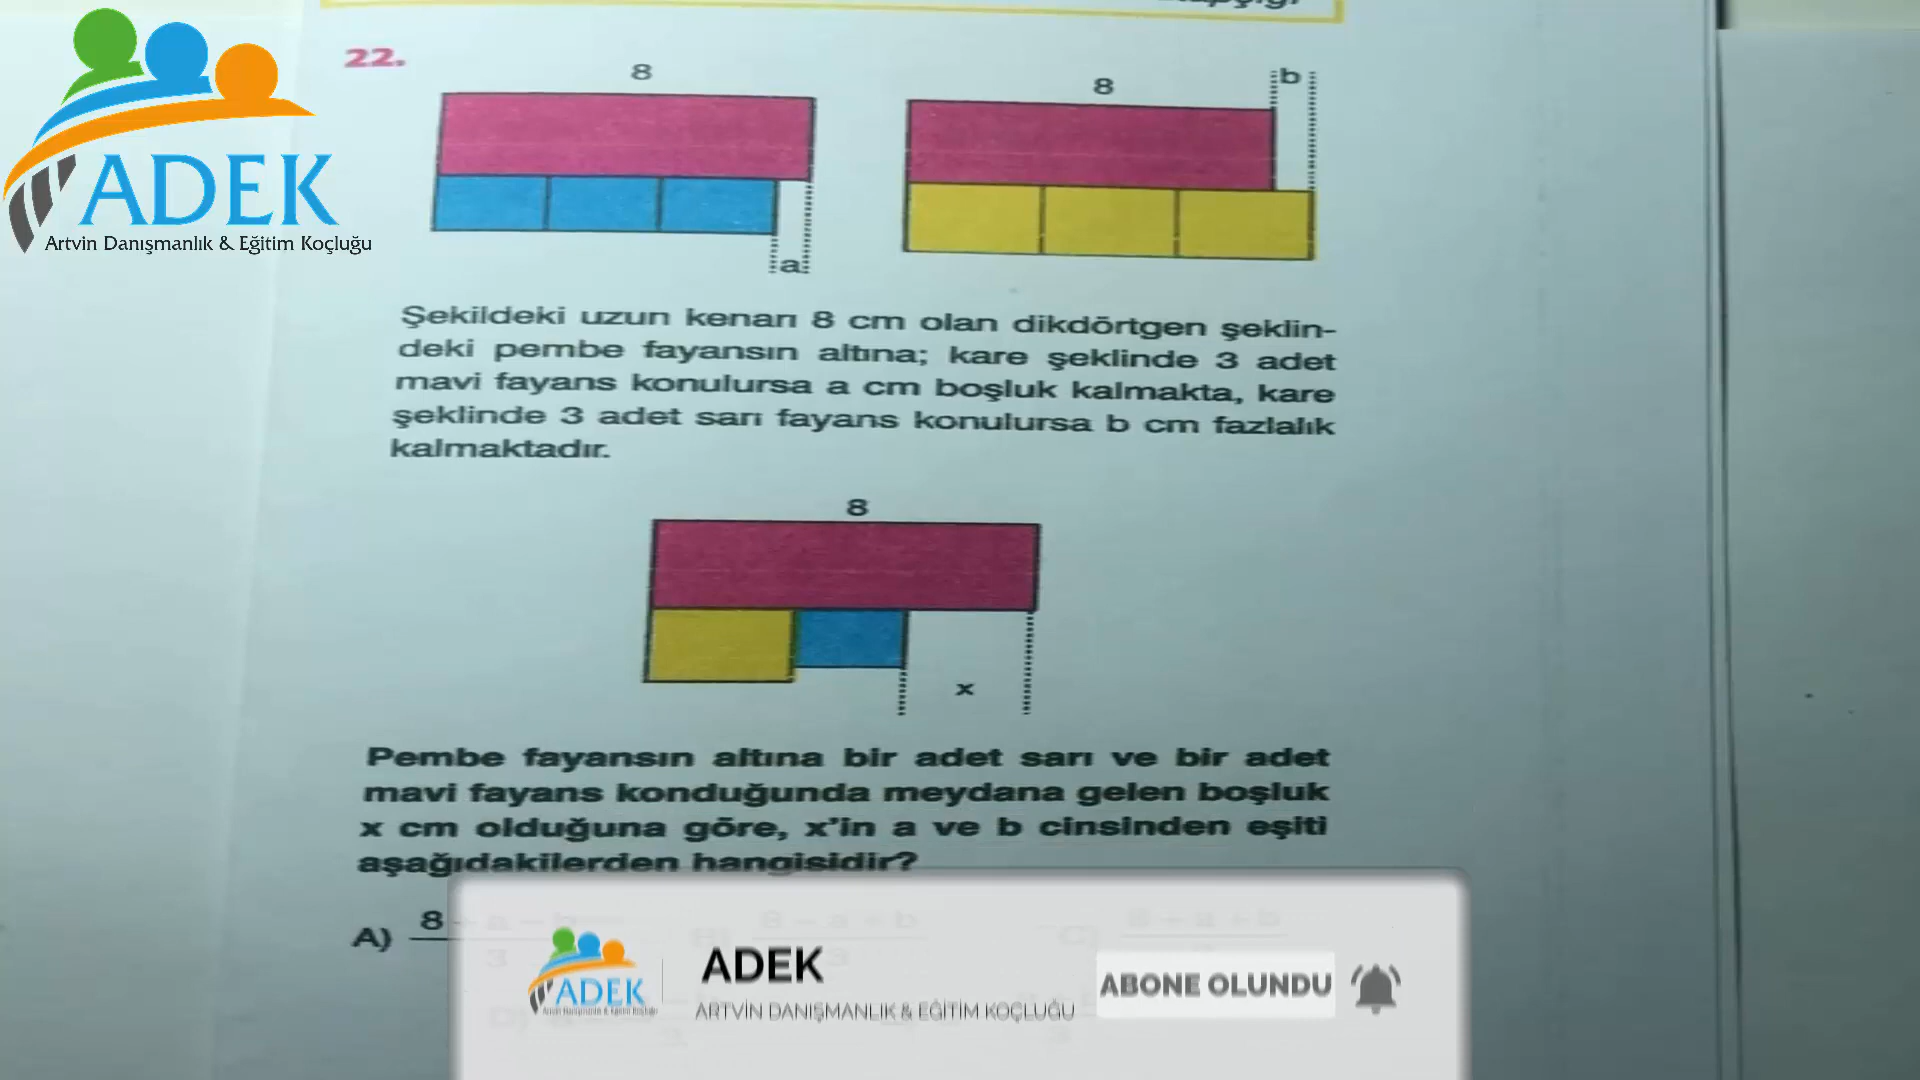 22.
8
8
b
a
ADEK
Artvin Danışmanlık & Eğitim Koçluğu
Şekildeki uzun kenarı 8 cm olan dikdörtgen şeklin-
deki pembe fayansın altına; kare şeklinde 3 adet
mavi fayans konulursa a cm boşluk kalmakta, kare
şeklinde 3 adet sarı fayans konulursa b cm fazlalık
kalmaktadır.
8
x
Pembe fayansın altına bir adet sarı ve bir adet
mavi fayans konduğunda meydana gelen boşluk
x cm olduğuna göre, x'in a ve b cinsinden eşiti
aşağıdakilerden hangisidir?
A) 8
ADEK
ADEK
ARTVİN DANIŞMANLIK & EĞİTİM KOÇLUĞU
ABONE OLUNDU